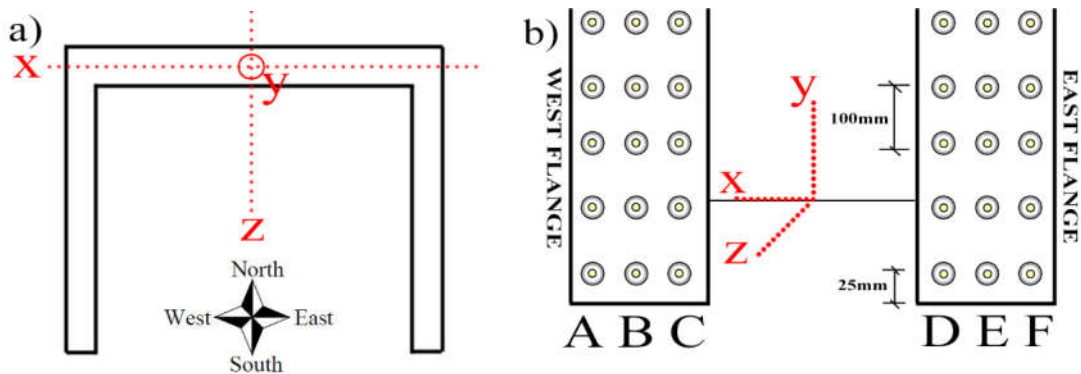 a)
x
y
z
North
West East
South
b)
WEST FLANGE
y
x
z
100mm
25mm
EAST FLANGE
A B C D E F